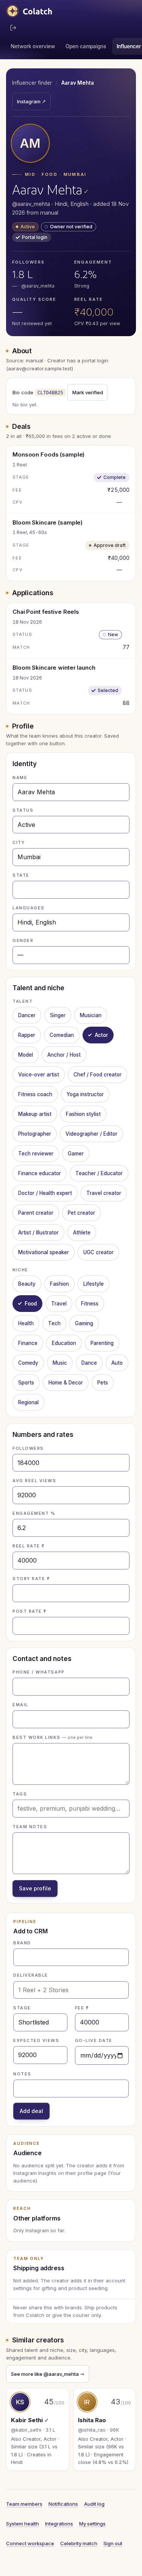 Colatch
Network overview Open campaigns Influencer
Influencer finder Aarav Mehta
Instagram ↗
AM
MID · FOOD · MUMBAI
Aarav Mehta ✓
@aarav_mehta · Hindi, English · added 18 Nov
2026 from manual
Active Owner not verified
✓ Portal login
FOLLOWERS ENGAGEMENT
1.8 L 6.2%
— · @aarav_mehta Strong
QUALITY SCORE REEL RATE
— ₹40,000
Not reviewed yet CPV ₹0.43 per view
About
Source: manual · Creator has a portal login
(aarav@creator.test)
Bio code CLTD4BB25 Mark verified
No bio yet.
Deals
2 in all · ₹65,000 in fees on 2 active or done
Monsoon Foods (sample)
1 Reel
STAGE ✓ Complete
FEE ₹25,000
CPV —
Bloom Skincare (sample)
1 Reel, 45-60s
STAGE Approve draft
FEE ₹40,000
CPV —
Applications
Chai Point festive Reels
18 Nov 2026
STATUS New
MATCH 77
Bloom Skincare winter launch
18 Nov 2026
STATUS ✓ Selected
MATCH 88
Profile
What the team knows about this creator. Saved
together with one button.
Identity
NAME
Aarav Mehta
STATUS
Active
CITY
Mumbai
STATE
LANGUAGES
Hindi, English
GENDER
—
Talent and niche
TALENT
Dancer Singer Musician
Rapper Comedian ✓ Actor
Model Anchor / Host
Voice-over artist Chef / Food creator
Fitness coach Yoga instructor
Makeup artist Fashion stylist
Photographer Videographer / Editor
Tech reviewer Gamer
Finance educator Teacher / Educator
Doctor / Health expert Travel creator
Parent creator Pet creator
Artist / Illustrator Athlete
Motivational speaker UGC creator
NICHE
Beauty Fashion Lifestyle
✓ Food Travel Fitness
Health Tech Gaming
Finance Education Parenting
Comedy Music Dance Auto
Sports Home & Decor Pets
Regional
Numbers and rates
FOLLOWERS
184000
AVG REEL VIEWS
92000
ENGAGEMENT %
6.2
REEL RATE ₹
40000
STORY RATE ₹
POST RATE ₹
Contact and notes
PHONE / WHATSAPP
EMAIL
BEST WORK LINKS — one per line
TAGS
festive, premium, punjabi wedding...
TEAM NOTES
Save profile
PIPELINE
Add to CRM
BRAND
DELIVERABLE
1 Reel + 2 Stories
STAGE FEE ₹
Shortlisted 40000
EXPECTED VIEWS GO-LIVE DATE
92000 mm/dd/yyyy
NOTES
Add deal
AUDIENCE
Audience
No audience split yet. The creator adds it from
Instagram Insights on their profile page (Your
audience).
REACH
Other platforms
Only Instagram so far.
TEAM ONLY
Shipping address
Not added. The creator adds it in their account
settings for gifting and product seeding.
Never share this with brands. Ship products
from Colatch or give the courier only.
Similar creators
Shared talent and niche, size, city, languages,
engagement and audience.
See more like @aarav_mehta →
KS 45/100 IR 43/100
Kabir Sethi ✓ Ishita Rao
@kabir_sethi · 3.1 L @ishita_rao · 96K
Also Creator, Actor · Also Creator, Actor ·
Similar size (3.1 L vs Similar size (96K vs
1.8 L) · Creates in 1.8 L) · Engagement
Hindi close (4.8% vs 6.2%)
Team members Notifications Audit log
System health Integrations My settings
Connect workspace Celebrity match Sign out